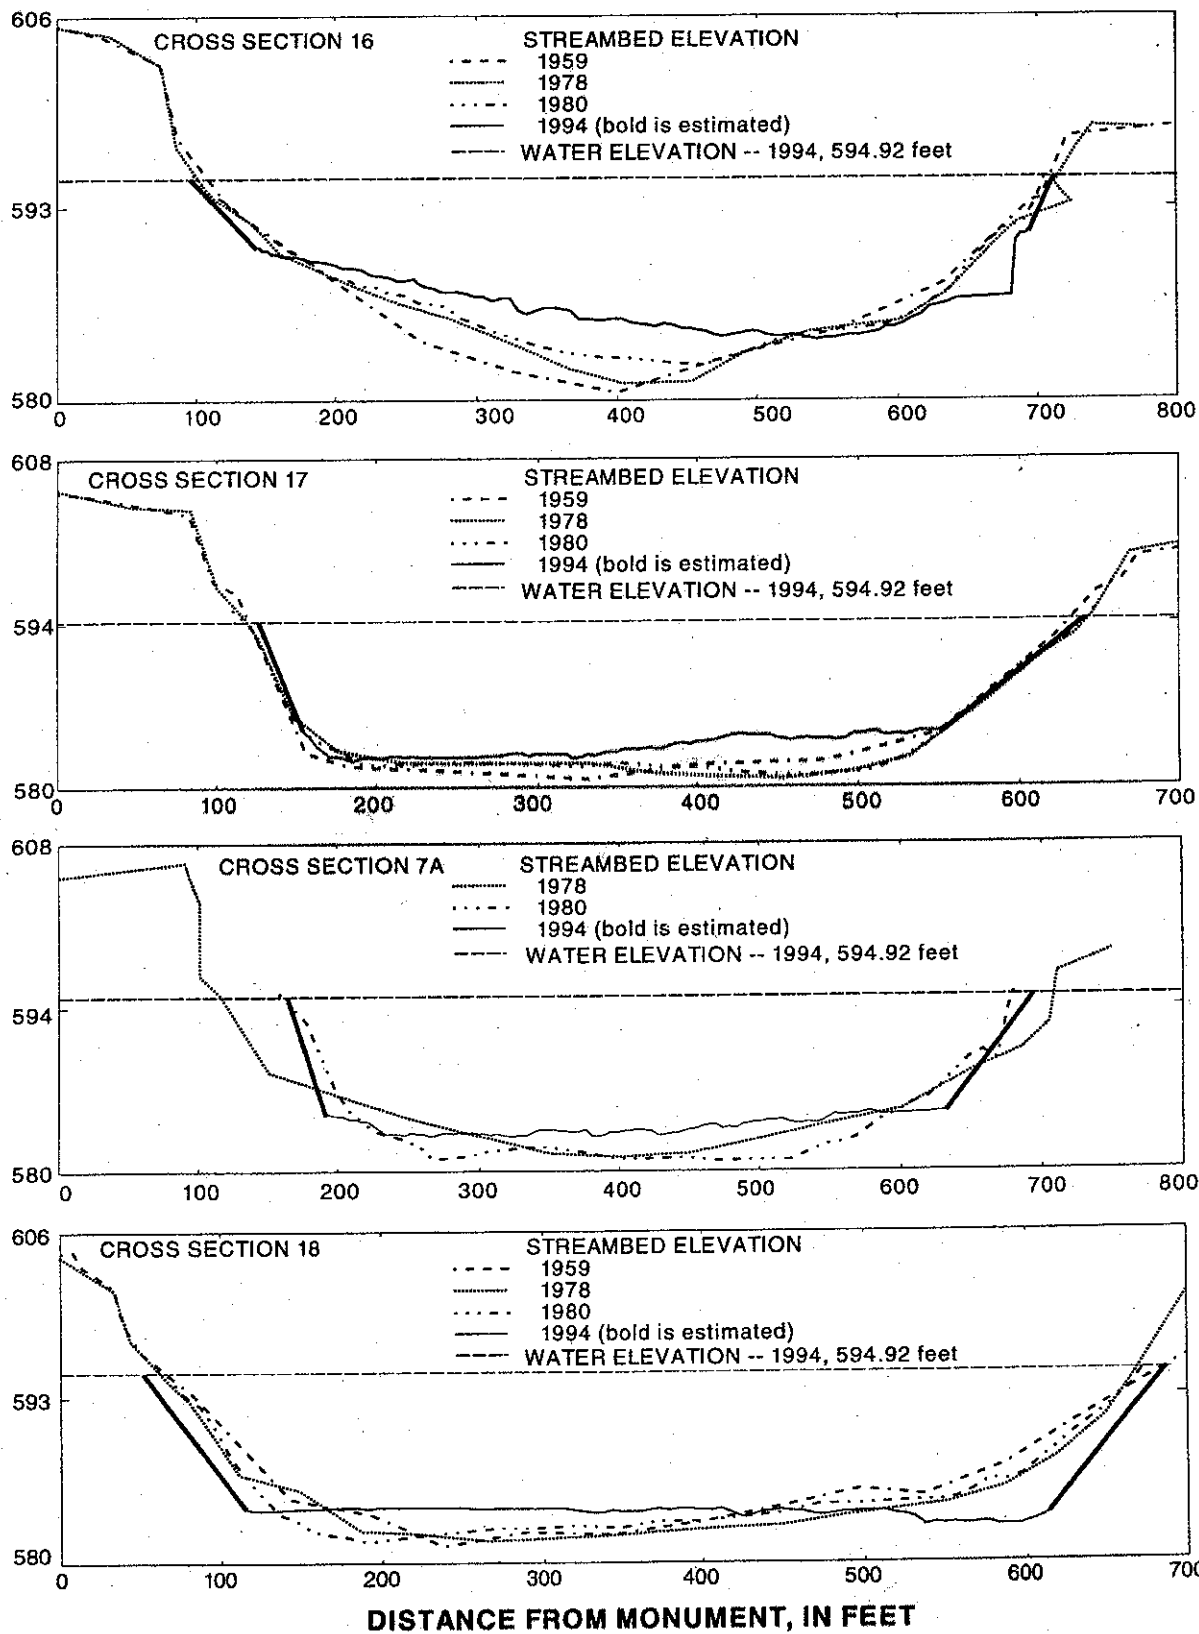 606
CROSS SECTION 16
STREAMBED ELEVATION
1959
1978
1980
1994 (bold is estimated)
WATER ELEVATION -- 1994, 594.92 feet
593
580
0 100 200 300 400 500 600 700 800
608
CROSS SECTION 17
STREAMBED ELEVATION
1959
1978
1980
1994 (bold is estimated)
WATER ELEVATION -- 1994, 594.92 feet
594
580
0 100 200 300 400 500 600 700
608
CROSS SECTION 7A
STREAMBED ELEVATION
1978
1980
1994 (bold is estimated)
WATER ELEVATION -- 1994, 594.92 feet
594
580
0 100 200 300 400 500 600 700 800
606
CROSS SECTION 18
STREAMBED ELEVATION
1959
1978
1980
1994 (bold is estimated)
WATER ELEVATION -- 1994, 594.92 feet
593
580
0 100 200 300 400 500 600 700
DISTANCE FROM MONUMENT, IN FEET